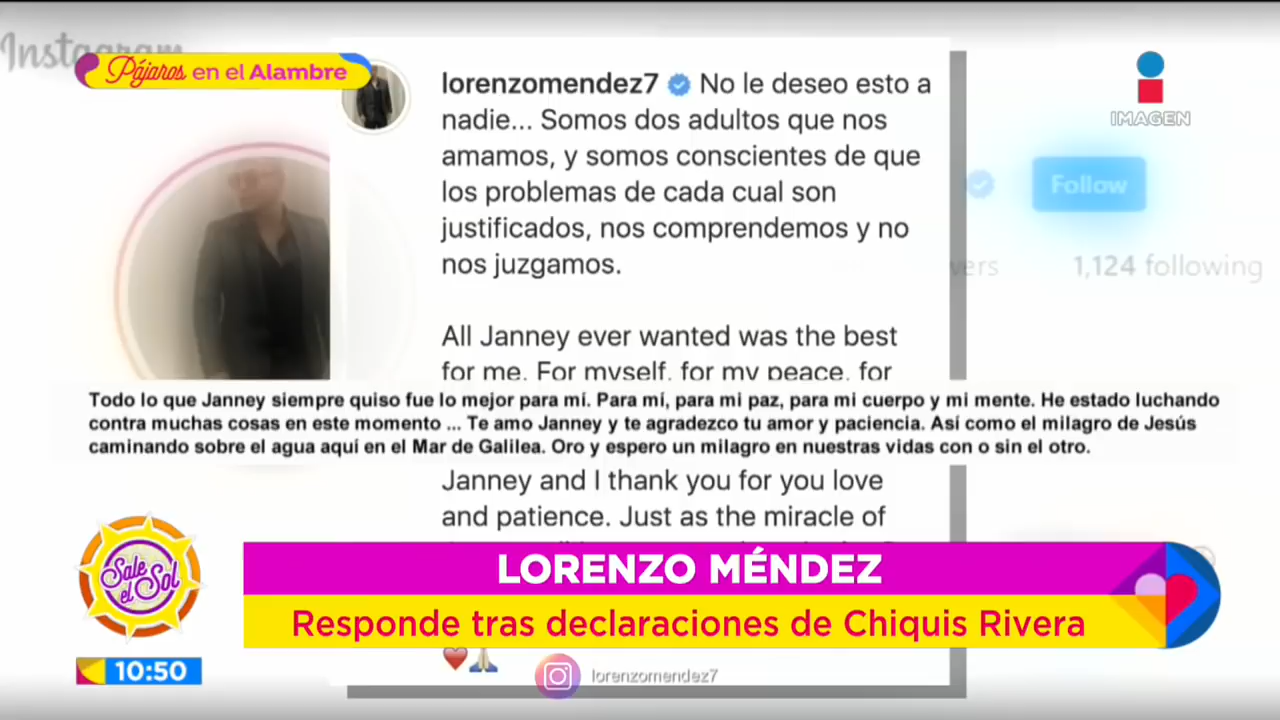 Instagram
Pájaros en el Alambre
IMAGEN
lorenzomendez7 No le deseo esto a
nadie... Somos dos adultos que nos
amamos, y somos conscientes de que
los problemas de cada cual son
justificados, nos comprendemos y no
nos juzgamos.
Follow
1,124 following
All Janney ever wanted was the best
for me. For myself, for my peace, for
Todo lo que Janney siempre quiso fue lo mejor para mí. Para mí, para mi paz, para mi cuerpo y mi mente. He estado luchando
contra muchas cosas en este momento ... Te amo Janney y te agradezco tu amor y paciencia. Así como el milagro de Jesús
caminando sobre el agua aquí en el Mar de Galilea. Oro y espero un milagro en nuestras vidas con o sin el otro.
Janney and I thank you for you love
and patience. Just as the miracle of
Sale
el Sol
LORENZO MÉNDEZ
Responde tras declaraciones de Chiquis Rivera
10:50
lorenzomendez7